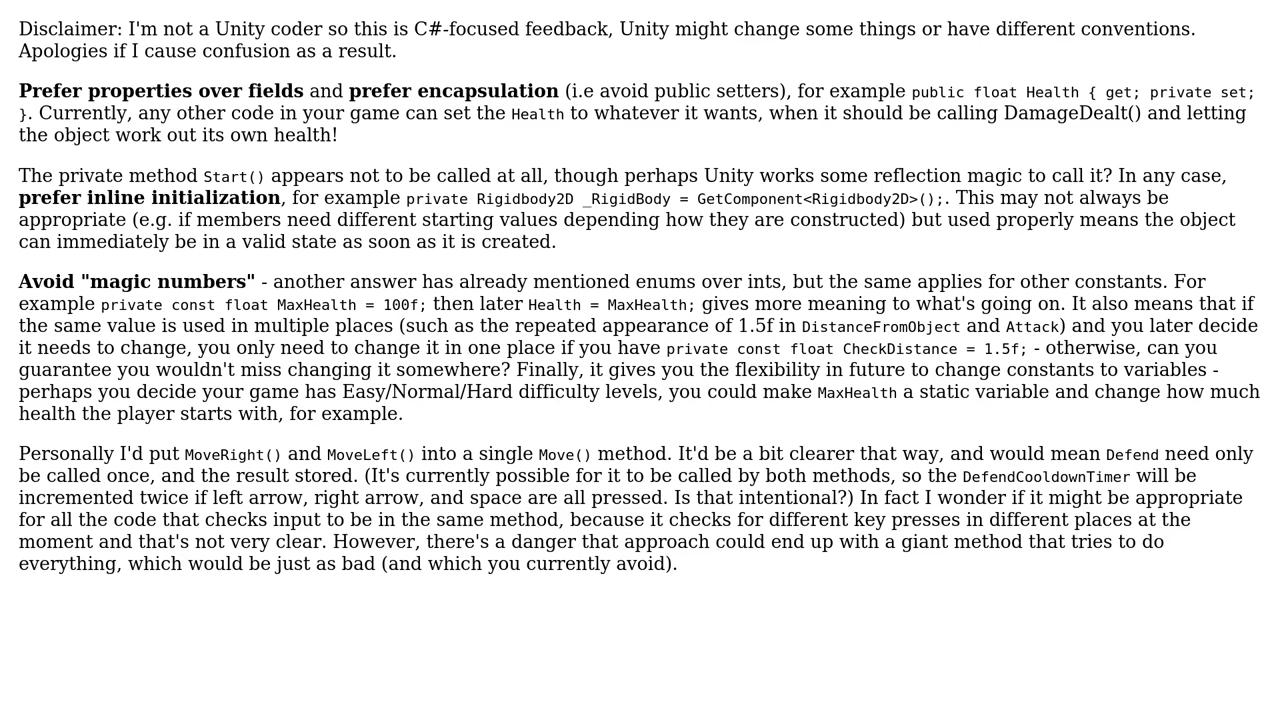 Disclaimer: I'm not a Unity coder so this is C#-focused feedback, Unity might change some things or have different conventions.
Apologies if I cause confusion as a result.
Prefer properties over fields and prefer encapsulation (i.e avoid public setters), for example public float Health { get; private set;
}. Currently, any other code in your game can set the Health to whatever it wants, when it should be calling DamageDealt() and letting
the object work out its own health!
The private method Start() appears not to be called at all, though perhaps Unity works some reflection magic to call it? In any case,
prefer inline initialization, for example private Rigidbody2D _RigidBody = GetComponent<Rigidbody2D>();. This may not always be
appropriate (e.g. if members need different starting values depending how they are constructed) but used properly means the object
can immediately be in a valid state as soon as it is created.
Avoid "magic numbers" - another answer has already mentioned enums over ints, but the same applies for other constants. For
example private const float MaxHealth = 100f; then later Health = MaxHealth; gives more meaning to what's going on. It also means that if
the same value is used in multiple places (such as the repeated appearance of 1.5f in DistanceFromObject and Attack) and you later decide
it needs to change, you only need to change it in one place if you have private const float CheckDistance = 1.5f; - otherwise, can you
guarantee you wouldn't miss changing it somewhere? Finally, it gives you the flexibility in future to change constants to variables -
perhaps you decide your game has Easy/Normal/Hard difficulty levels, you could make MaxHealth a static variable and change how much
health the player starts with, for example.
Personally I'd put MoveRight() and MoveLeft() into a single Move() method. It'd be a bit clearer that way, and would mean Defend need only
be called once, and the result stored. (It's currently possible for it to be called by both methods, so the DefendCooldownTimer will be
incremented twice if left arrow, right arrow, and space are all pressed. Is that intentional?) In fact I wonder if it might be appropriate
for all the code that checks input to be in the same method, because it checks for different key presses in different places at the
moment and that's not very clear. However, there's a danger that approach could end up with a giant method that tries to do
everything, which would be just as bad (and which you currently avoid).